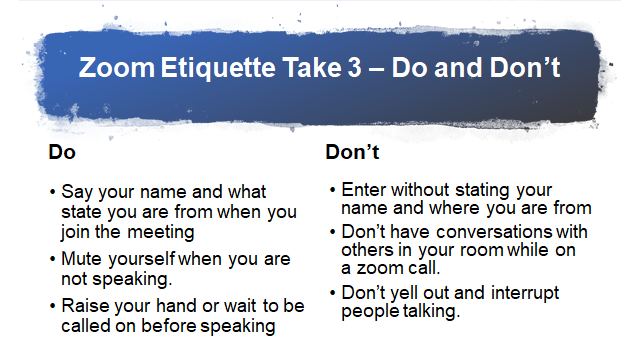 Zoom Etiquette Take 3 – Do and Don't
Do
• Say your name and what
state you are from when you
join the meeting
• Mute yourself when you are
not speaking.
• Raise your hand or wait to be
called on before speaking
Don't
• Enter without stating your
name and where you are from
• Don't have conversations with
others in your room while on
a zoom call.
• Don't yell out and interrupt
people talking.